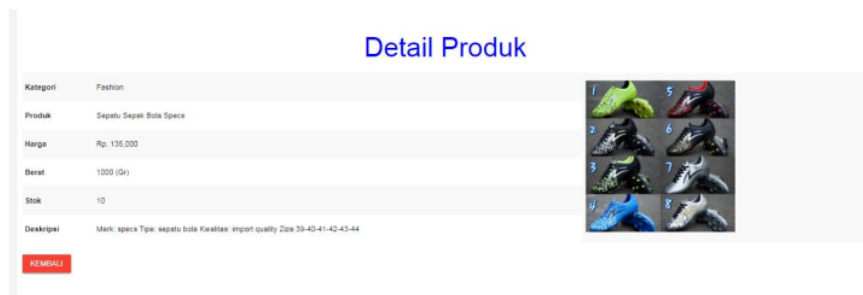 Detail Produk
Kategori Fashion
Produk Sepatu Sepak Bola Specs
Harga Rp. 135,000
Berat 1000 (Gr)
Stok 10
Deskripsi Merk: specs Tipe: sepatu bola Kwalitas: import quality Zize 39-40-41-42-43-44
KEMBALI
1 5
2 6
3 7
4 8